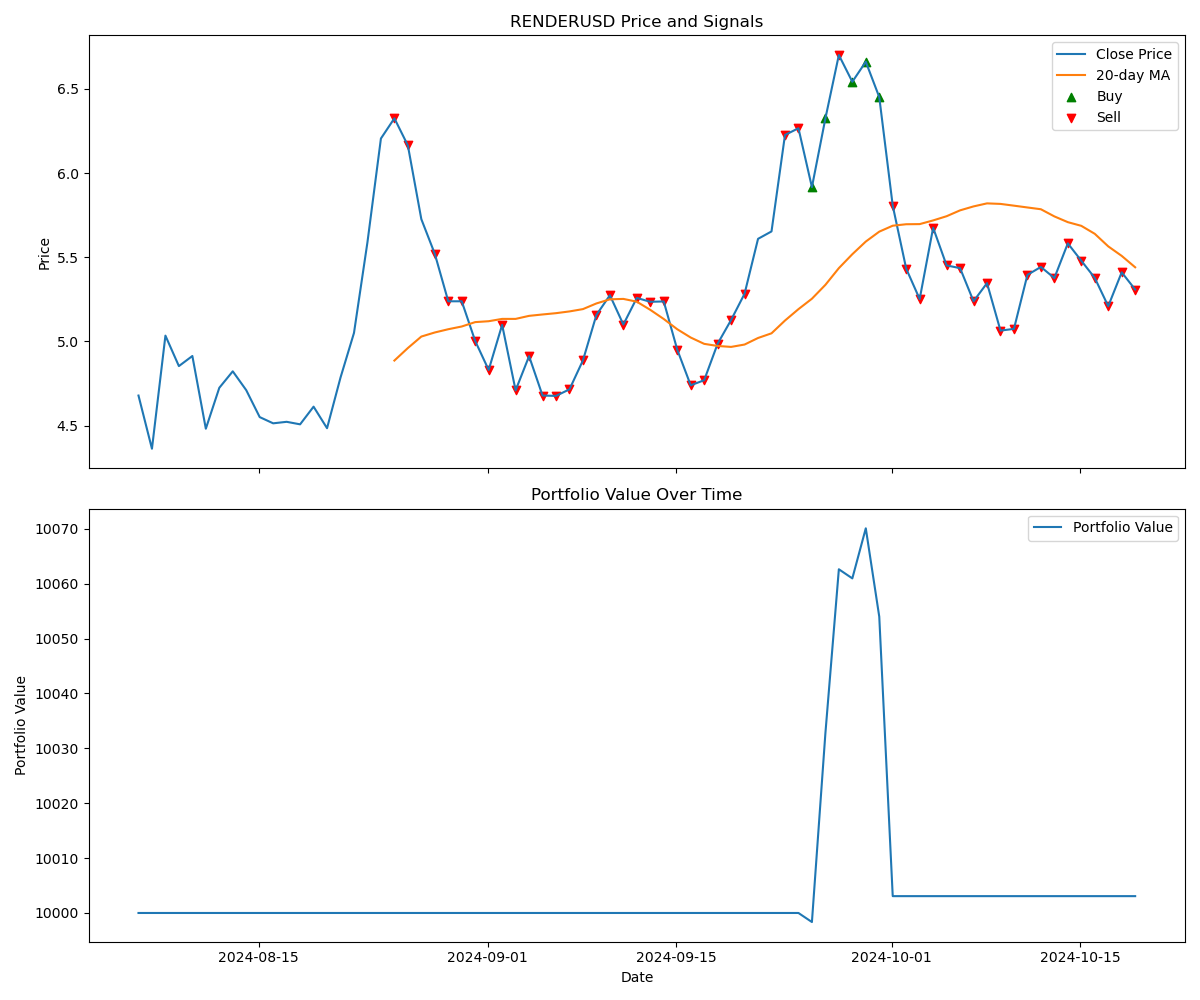 RENDERUSD Price and Signals
Close Price
20-day MA
Buy
Sell
6.5
6.0
5.5
5.0
4.5
Price
Portfolio Value Over Time
Portfolio Value
10070
10060
10050
10040
10030
10020
10010
10000
Portfolio Value
2024-08-15
2024-09-01
2024-09-15
2024-10-01
2024-10-15
Date